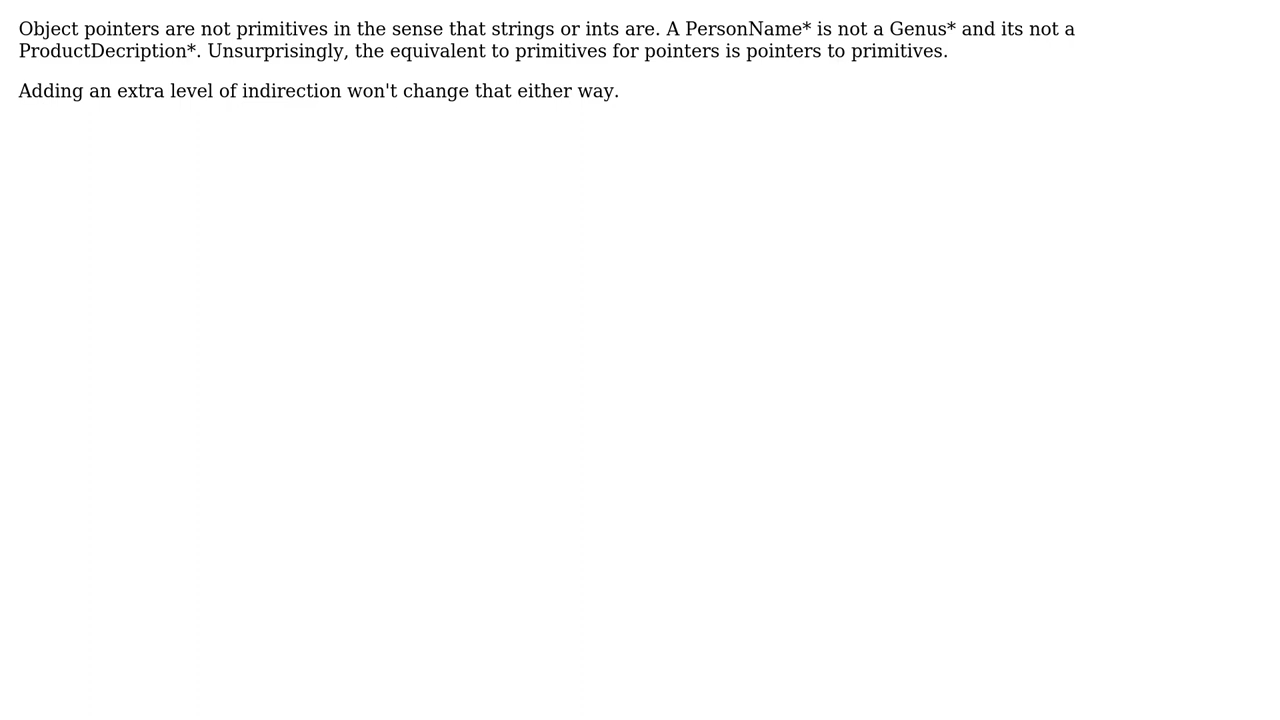 Object pointers are not primitives in the sense that strings or ints are. A PersonName* is not a Genus* and its not a
ProductDecription*. Unsurprisingly, the equivalent to primitives for pointers is pointers to primitives.
Adding an extra level of indirection won't change that either way.